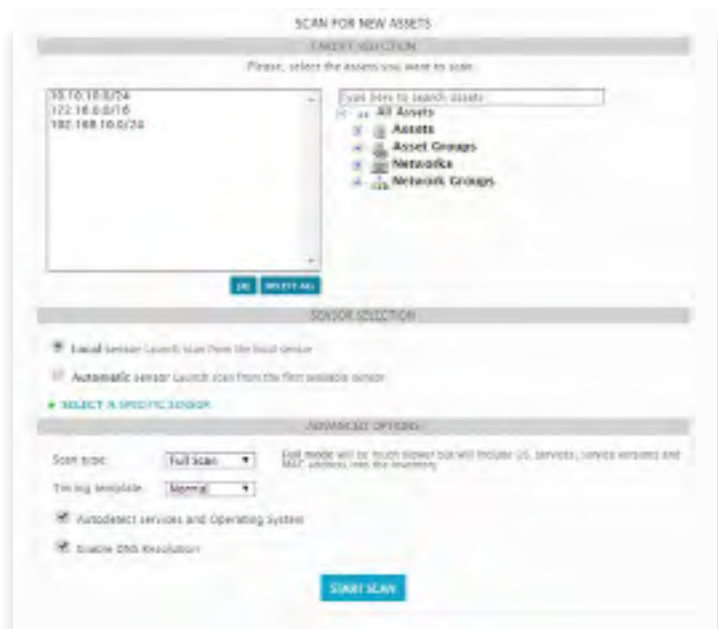 SCAN FOR NEW ASSETS
TARGET SELECTION
Please, select the assets you want to scan:
10.10.10.0/24
172.16.0.0/16
192.168.10.0/24
Type here to search assets
All Assets
Assets
Asset Groups
Networks
Network Groups
[X] DELETE ALL
SENSOR SELECTION
Local sensor Launch scan from the local sensor
Automatic sensor Launch scan from the first available sensor
SELECT A SPECIFIC SENSOR
ADVANCED OPTIONS
Scan type: Full Scan
Full mode will be much slower but will include OS, services, service versions and MAC address into the inventory
Timing template: Normal
Autodetect services and Operating System
Enable DNS Resolution
START SCAN